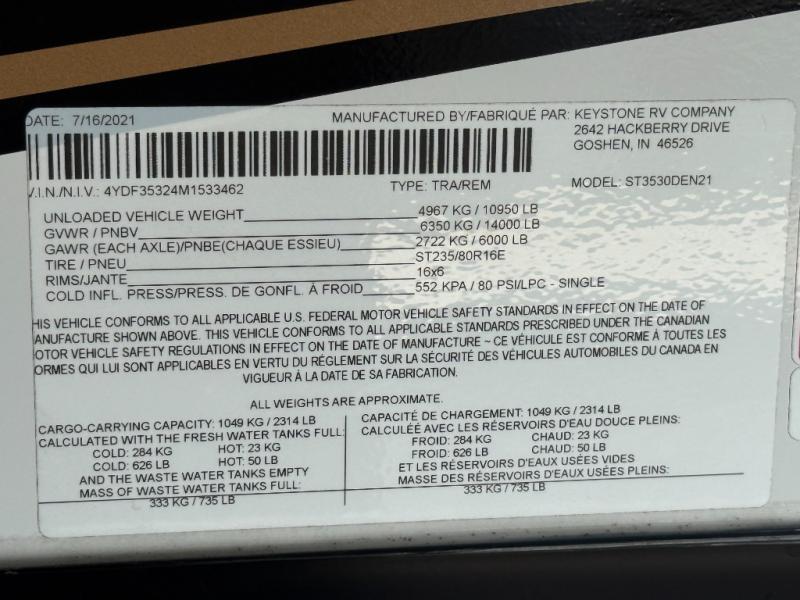 DATE: 7/16/2021
MANUFACTURED BY/FABRIQUÉ PAR: KEYSTONE RV COMPANY
2642 HACKBERRY DRIVE
GOSHEN, IN 46526
V.I.N./N.I.V.: 4YDF35324M1533462 TYPE: TRA/REM MODEL: ST3530DEN21
UNLOADED VEHICLE WEIGHT 4967 KG / 10950 LB
GVWR / PNBV 6350 KG / 14000 LB
GAWR (EACH AXLE)/PNBE(CHAQUE ESSIEU) 2722 KG / 6000 LB
TIRE / PNEU ST235/80R16E
RIMS/JANTE 16x6
COLD INFL. PRESS/PRESS. DE GONFL. À FROID 552 KPA / 80 PSI/LPC - SINGLE
HIS VEHICLE CONFORMS TO ALL APPLICABLE U.S. FEDERAL MOTOR VEHICLE SAFETY STANDARDS IN EFFECT ON THE DATE OF
ANUFACTURE SHOWN ABOVE. THIS VEHICLE CONFORMS TO ALL APPLICABLE STANDARDS PRESCRIBED UNDER THE CANADIAN
OTOR VEHICLE SAFETY REGULATIONS IN EFFECT ON THE DATE OF MANUFACTURE ~ CE VÉHICULE EST CONFORME À TOUTES LES
ORMES QUI LUI SONT APPLICABLES EN VERTU DU RÉGLEMENT SUR LA SÉCURITÉ DES VÉHICULES AUTOMOBILES DU CANADA EN
VIGUEUR À LA DATE DE SA FABRICATION.
ALL WEIGHTS ARE APPROXIMATE.
CARGO-CARRYING CAPACITY: 1049 KG / 2314 LB
CALCULATED WITH THE FRESH WATER TANKS FULL:
COLD: 284 KG HOT: 23 KG
COLD: 626 LB HOT: 50 LB
AND THE WASTE WATER TANKS EMPTY
MASS OF WASTE WATER TANKS FULL:
333 KG / 735 LB
CAPACITÉ DE CHARGEMENT: 1049 KG / 2314 LB
CALCULÉE AVEC LES RÉSERVOIRS D'EAU DOUCE PLEINS:
FROID: 284 KG CHAUD: 23 KG
FROID: 626 LB CHAUD: 50 LB
ET LES RÉSERVOIRS D'EAUX USÉES VIDES
MASSE DES RÉSERVOIRS D'EAUX USÉES PLEINS:
333 KG / 735 LB